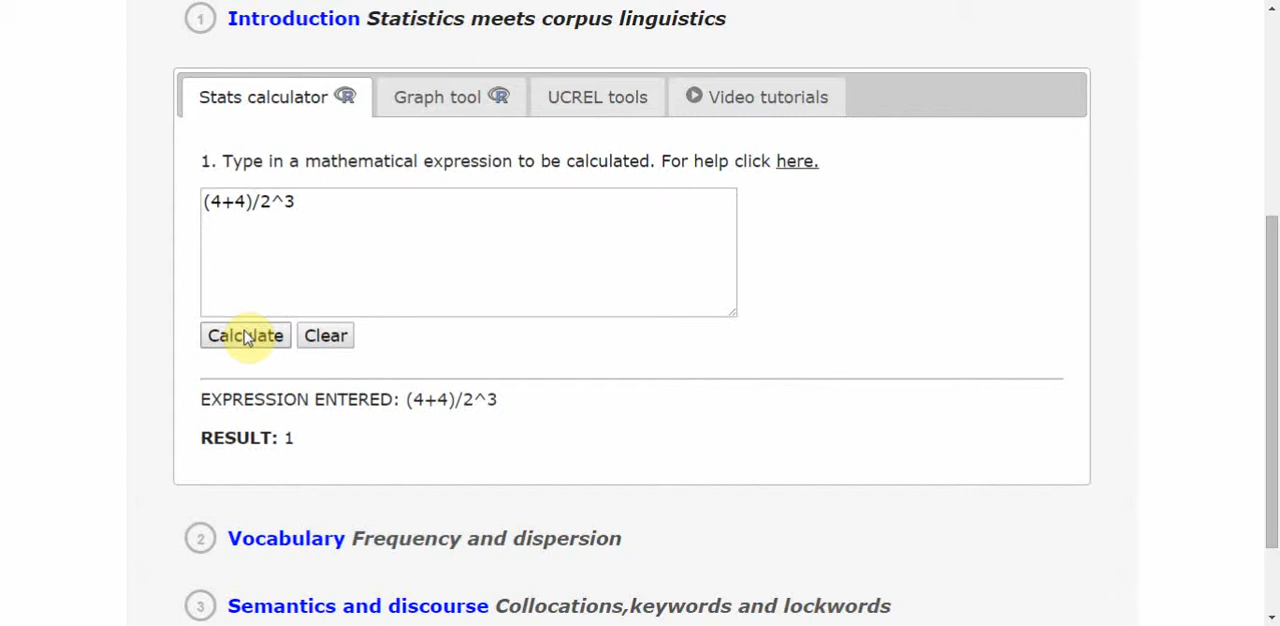 1 Introduction Statistics meets corpus linguistics
Stats calculator R Graph tool R UCREL tools Video tutorials
1. Type in a mathematical expression to be calculated. For help click here.
(4+4)/2^3
Calculate Clear
EXPRESSION ENTERED: (4+4)/2^3
RESULT: 1
2 Vocabulary Frequency and dispersion
3 Semantics and discourse Collocations,keywords and lockwords